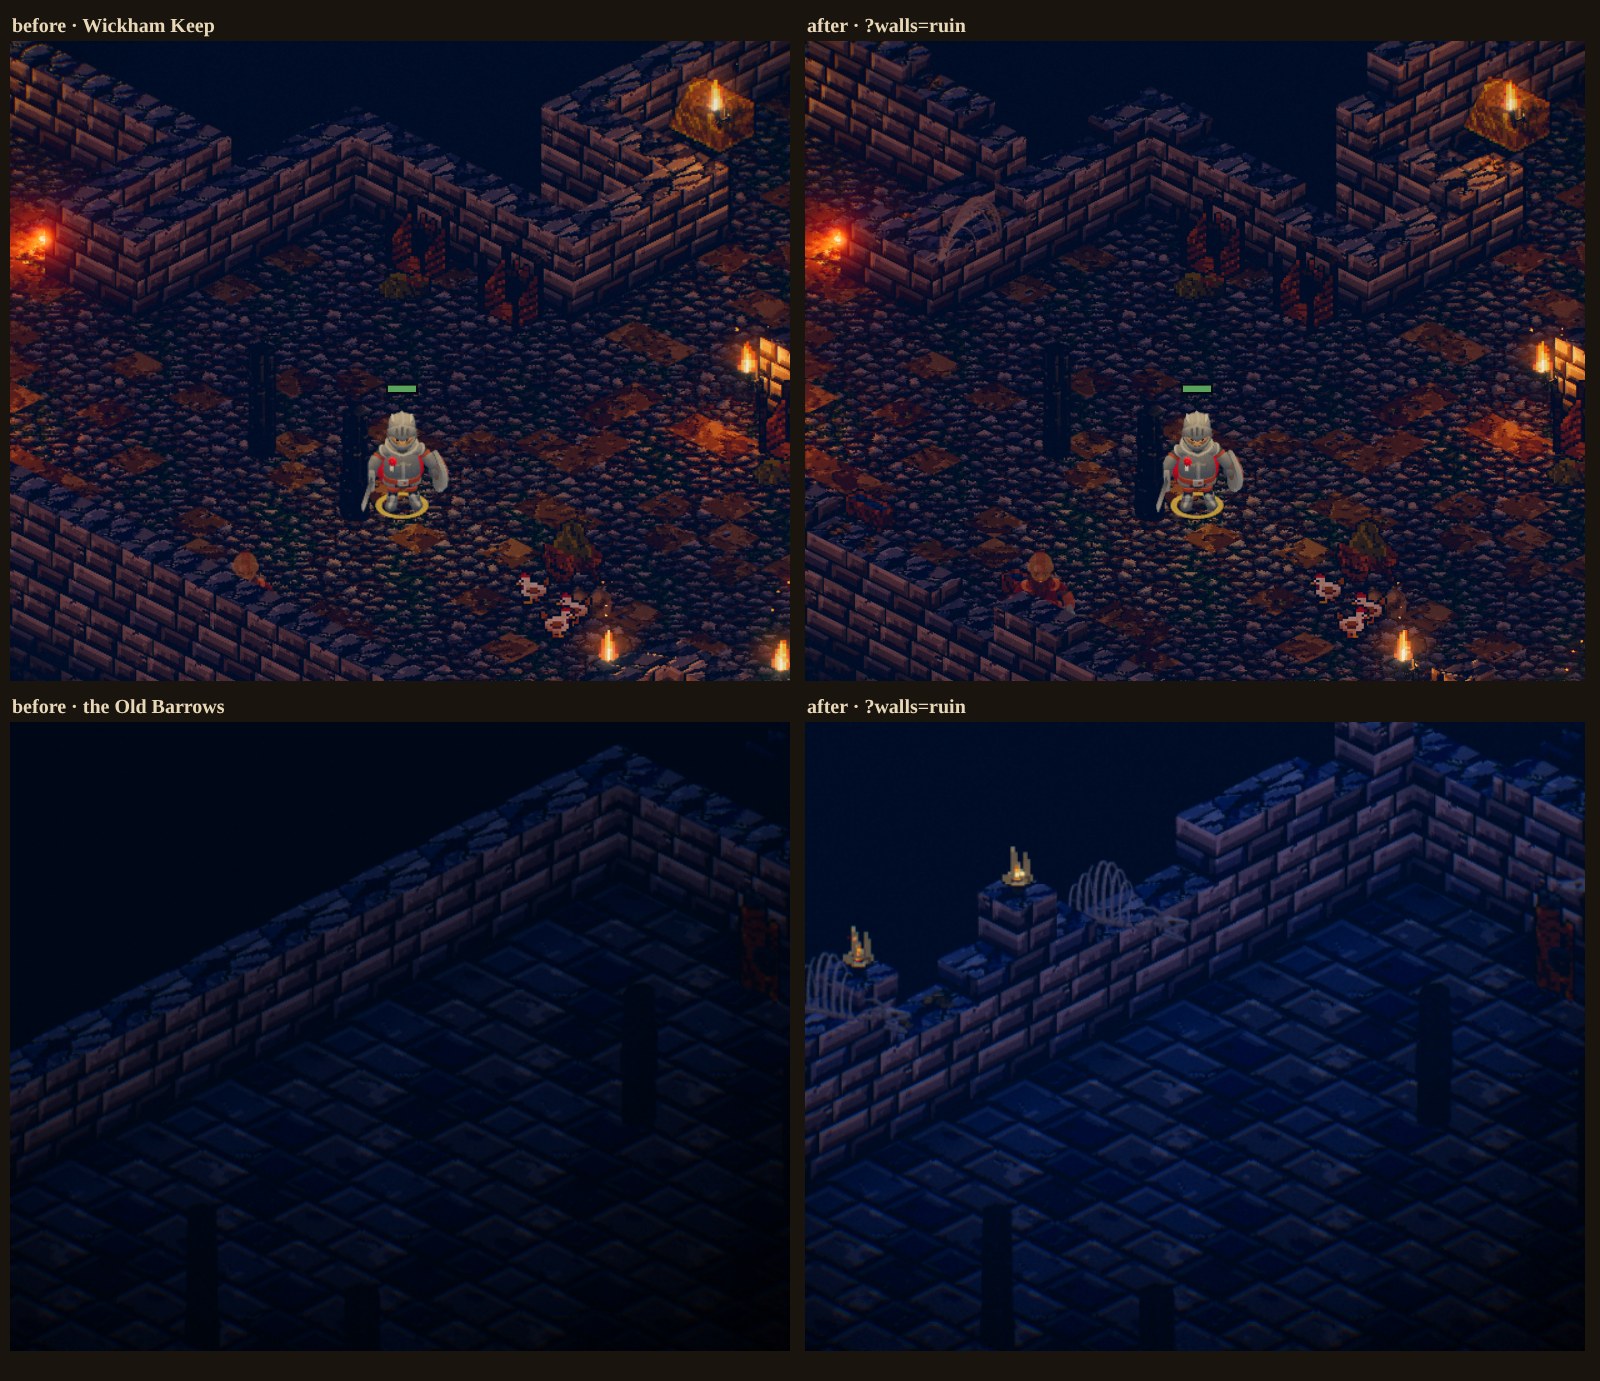 before · Wickham Keep
after · ?walls=ruin
before · the Old Barrows
after · ?walls=ruin